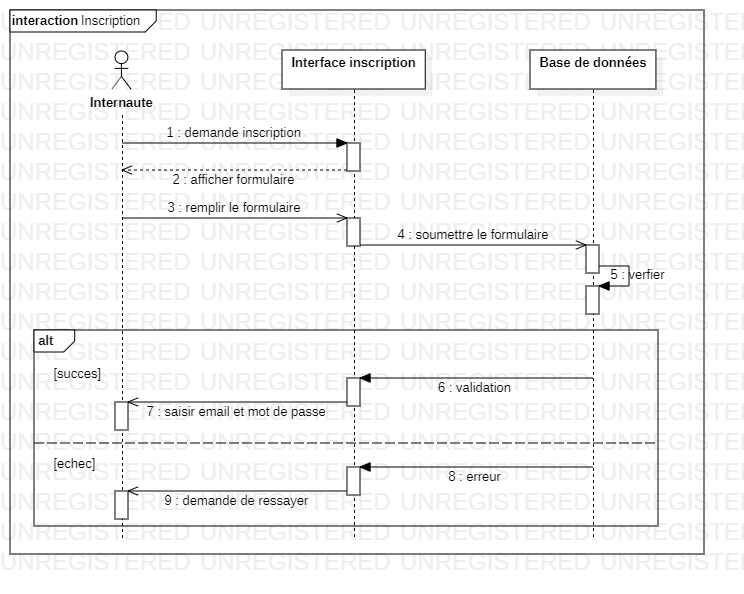 interaction Inscription
Internaute
Interface inscription
Base de données
1 : demande inscription
2 : afficher formulaire
3 : remplir le formulaire
4 : soumettre le formulaire
5 : verfier
alt
[succes]
6 : validation
7 : saisir email et mot de passe
[echec]
8 : erreur
9 : demande de ressayer
UNREGISTERED